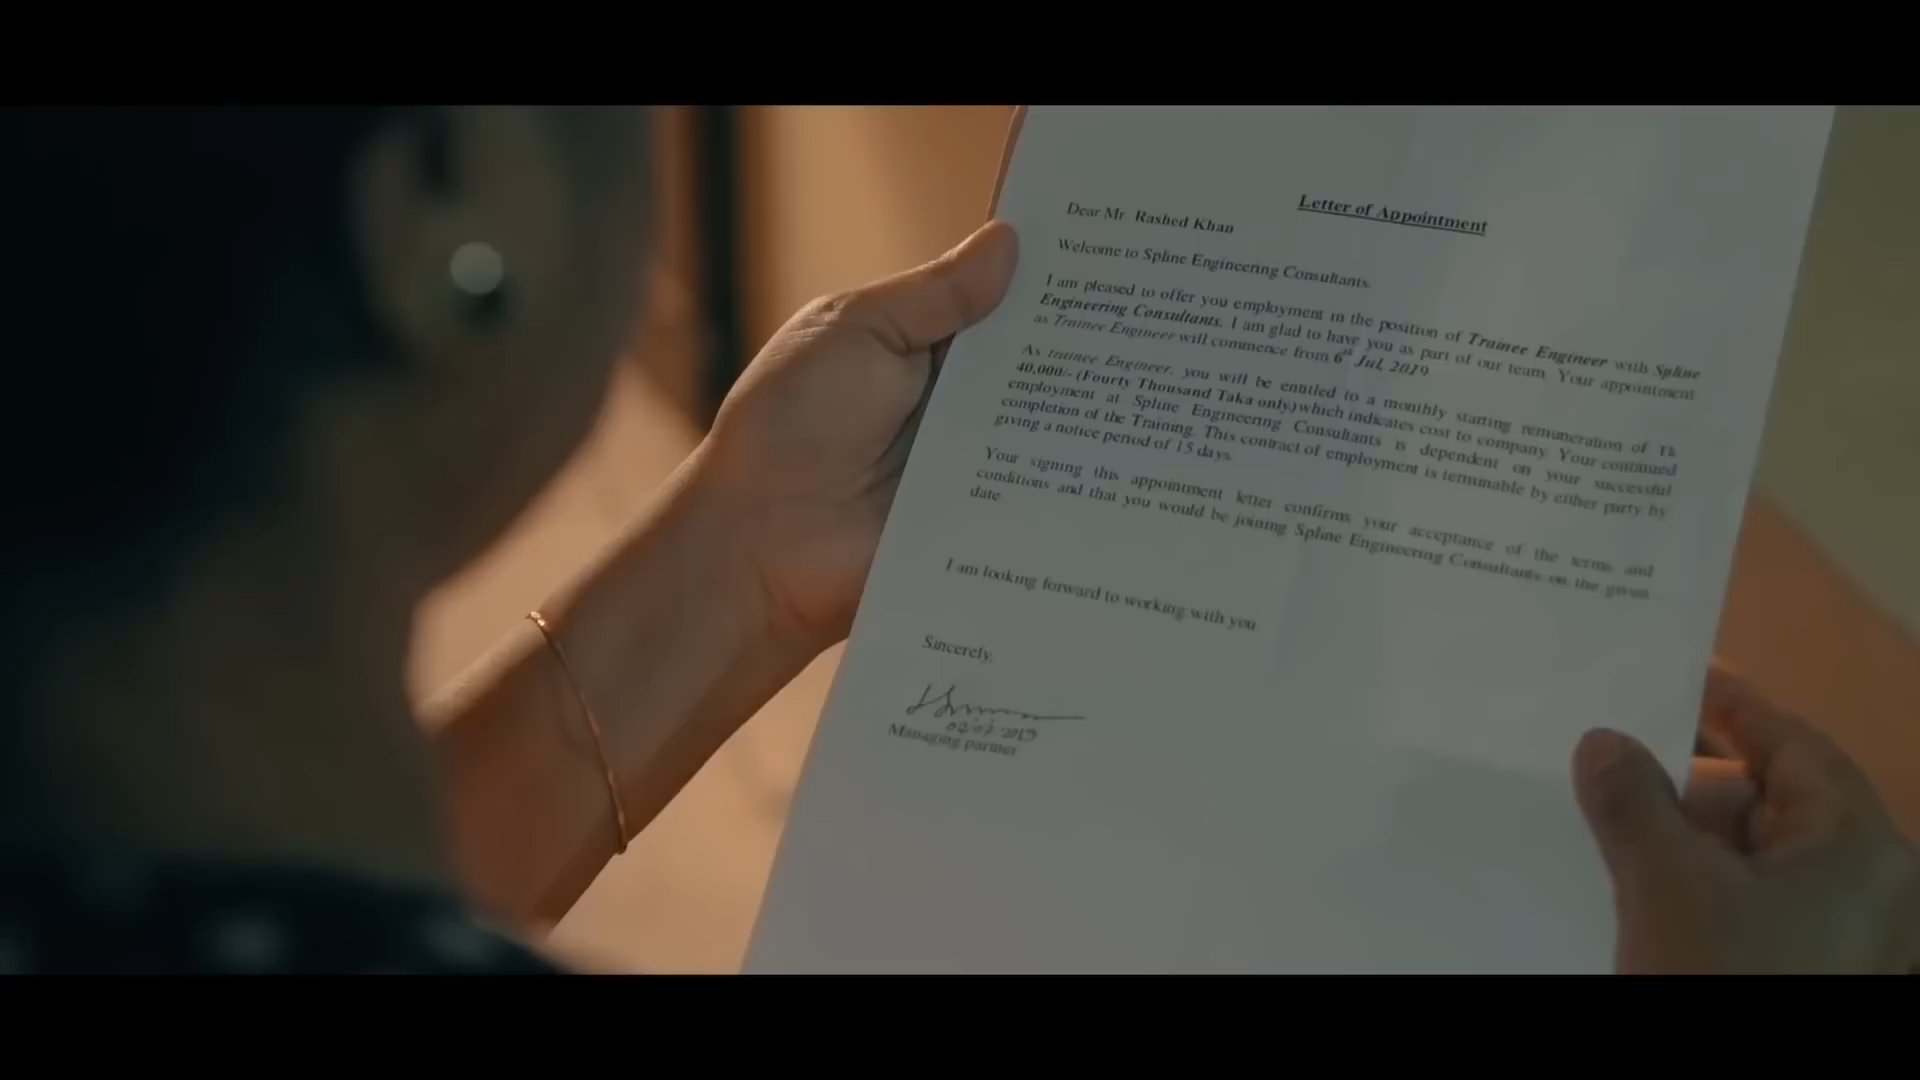 Letter of Appointment
Dear Mr. Rashed Khan
Welcome to Spline Engineering Consultants.
I am pleased to offer you employment in the position of Trainee Engineer with Spline
Engineering Consultants. I am glad to have you as part of our team. Your appointment
as Trainee Engineer will commence from 6th Jul, 2019
As trainee Engineer, you will be entitled to a monthly starting remuneration of Tk
40,000/- (Fourty Thousand Taka only) which indicates cost to company. Your continued
employment at Spline Engineering Consultants is dependent on your successful
completion of the Training. This contract of employment is terminable by either party by
giving a notice period of 15 days.
Your signing this appointment letter confirms your acceptance of the terms and
conditions and that you would be joining Spline Engineering Consultants on the given
date
I am looking forward to working with you
Sincerely,
02/07/2019
Managing partner